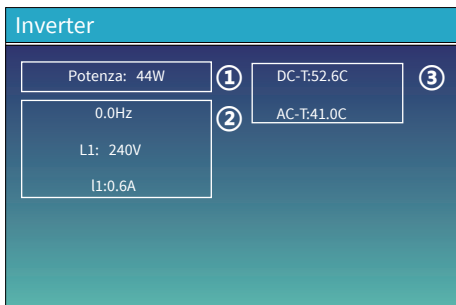 Inverter
Potenza: 44W
①
DC-T:52.6C
③
0.0Hz
②
AC-T:41.0C
L1: 240V
l1:0.6A